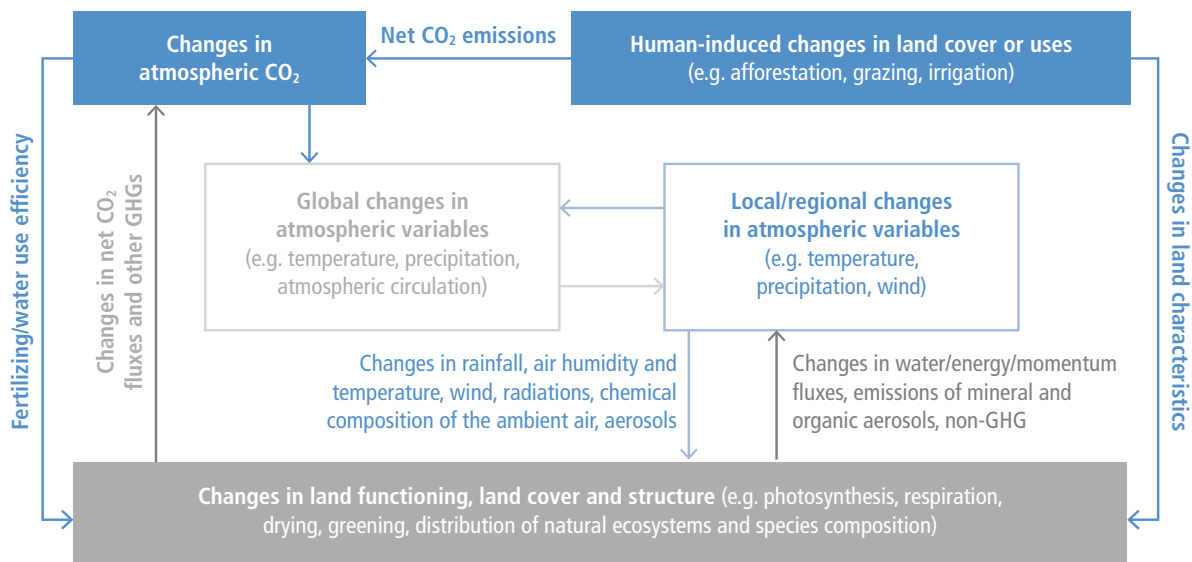 Changes in
atmospheric CO₂
Net CO₂ emissions
Human-induced changes in land cover or uses
(e.g. afforestation, grazing, irrigation)
Fertilizing/water use efficiency
Changes in net CO₂
fluxes and other GHGs
Global changes in
atmospheric variables
(e.g. temperature, precipitation,
atmospheric circulation)
Local/regional changes
in atmospheric variables
(e.g. temperature,
precipitation, wind)
Changes in land characteristics
Changes in rainfall, air humidity and
temperature, wind, radiations, chemical
composition of the ambient air, aerosols
Changes in water/energy/momentum
fluxes, emissions of mineral and
organic aerosols, non-GHG
Changes in land functioning, land cover and structure (e.g. photosynthesis, respiration,
drying, greening, distribution of natural ecosystems and species composition)